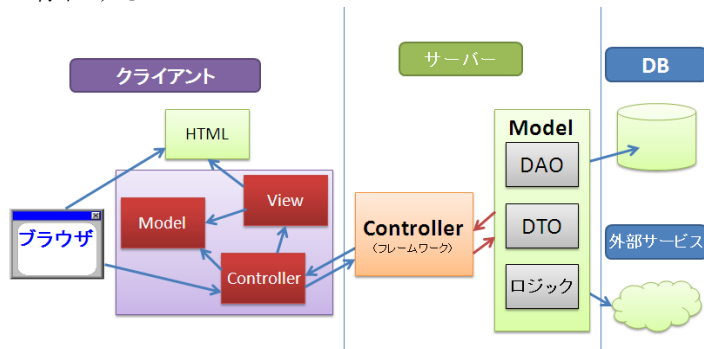 クライアント
サーバー
DB
HTML
Model
DAO
View
Model
ブラウザ
Controller
(フレームワーク)
DTO
外部サービス
Controller
ロジック